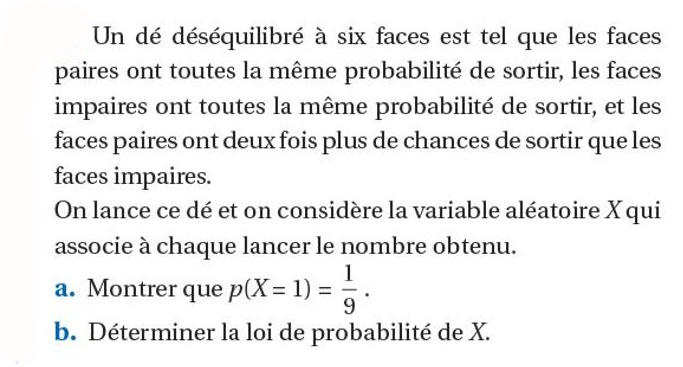 Un dé déséquilibré à six faces est tel que les faces
paires ont toutes la même probabilité de sortir, les faces
impaires ont toutes la même probabilité de sortir, et les
faces paires ont deux fois plus de chances de sortir que les
faces impaires.
On lance ce dé et on considère la variable aléatoire X qui
associe à chaque lancer le nombre obtenu.
a. Montrer que p(X = 1) = 1/9 .
b. Déterminer la loi de probabilité de X.